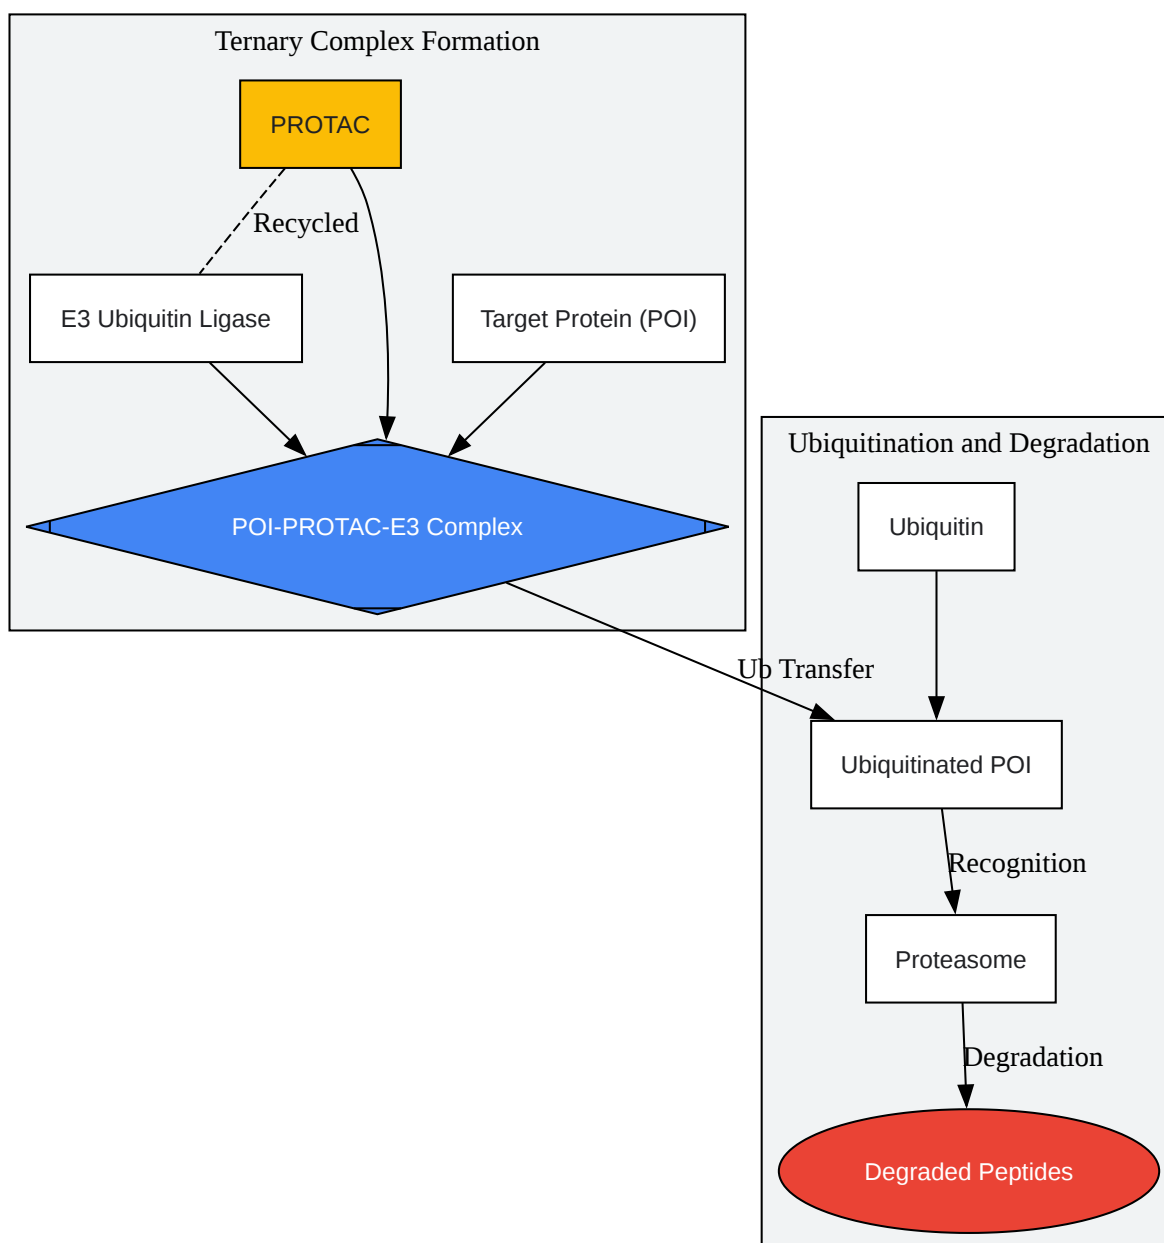 Ternary Complex Formation
PROTAC
Recycled
E3 Ubiquitin Ligase
Target Protein (POI)
POI-PROTAC-E3 Complex
Ubiquitination and Degradation
Ubiquitin
Ub Transfer
Ubiquitinated POI
Recognition
Proteasome
Degradation
Degraded Peptides